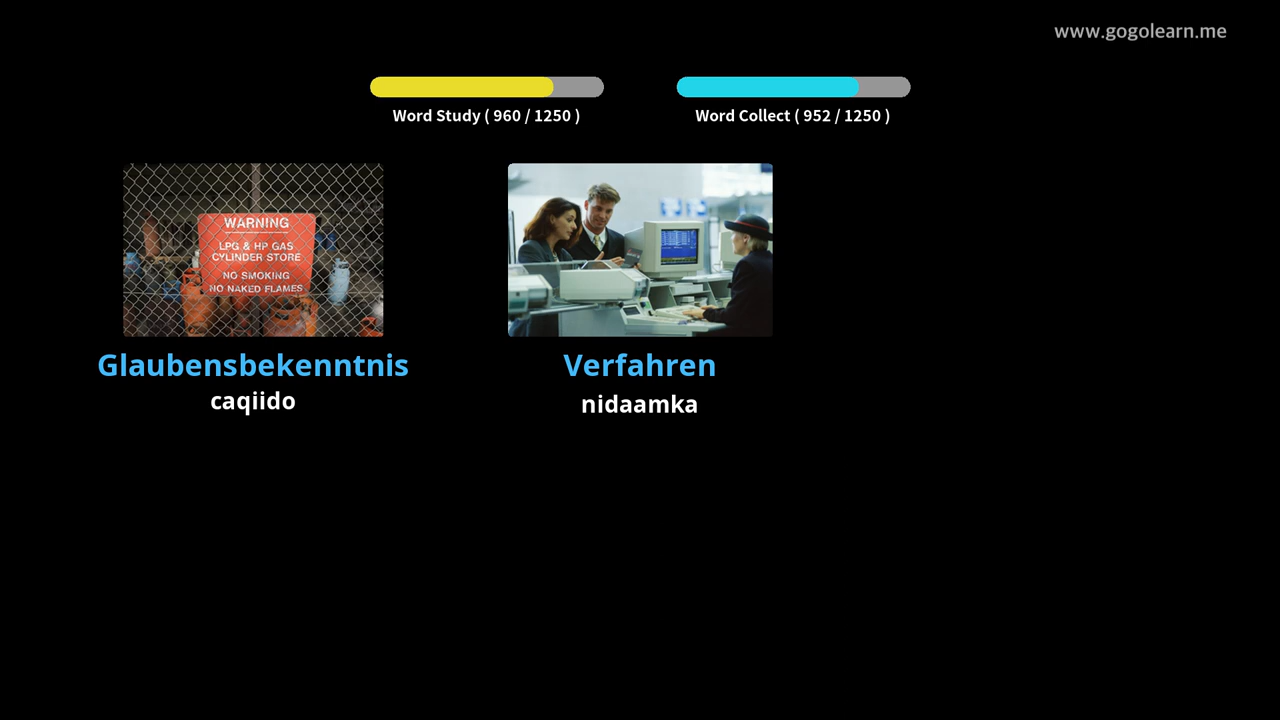 www.gogolearn.me
Word Study ( 960 / 1250 )
Word Collect ( 952 / 1250 )
WARNING
LPG & HP GAS
CYLINDER STORE
NO SMOKING
NO NAKED FLAMES
Glaubensbekenntnis
caqiido
Verfahren
nidaamka